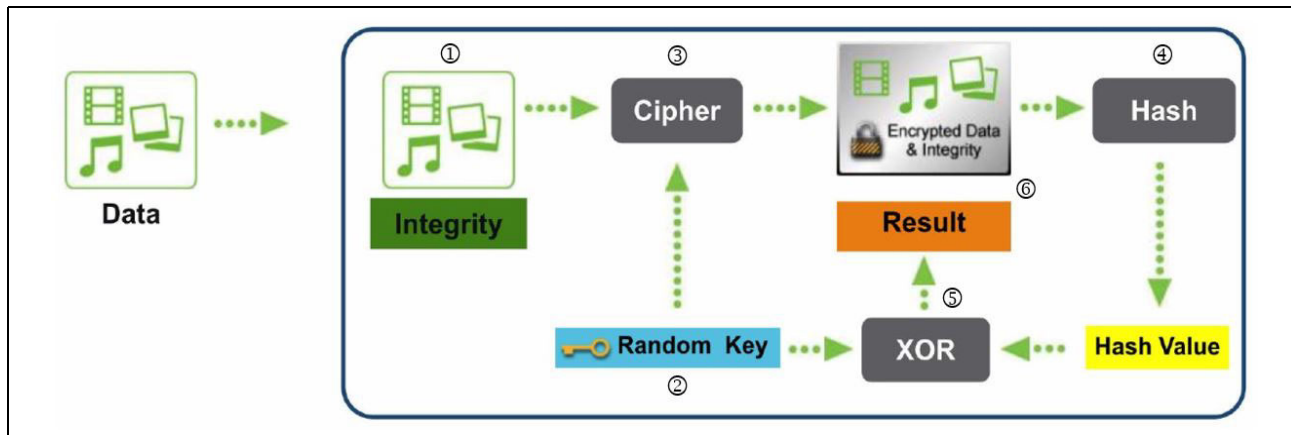 ①
③
④
Cipher
Hash
Encrypted Data
& Integrity
⑥
Data
Integrity
Result
⑤
Random Key
XOR
Hash Value
②